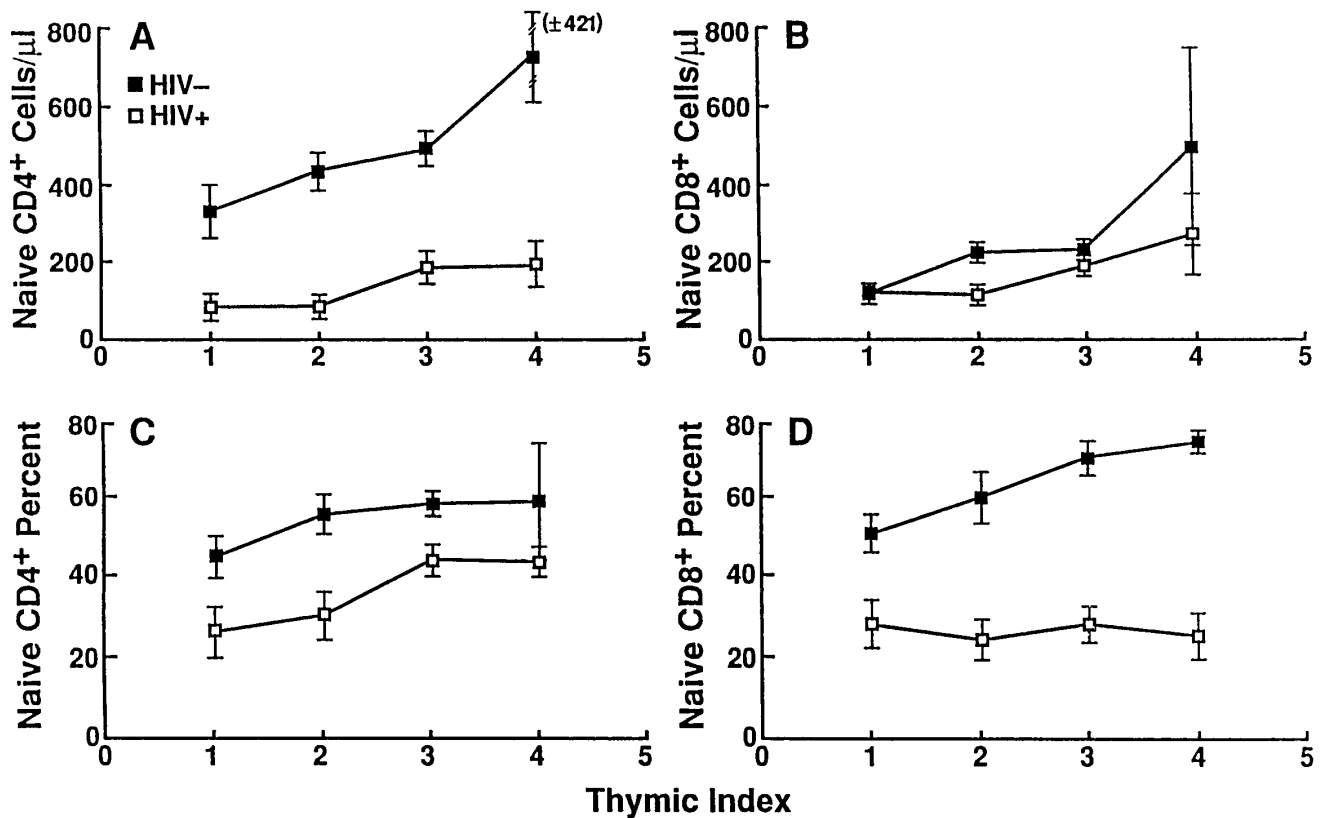 A
(±421)
■ HIV–
□ HIV+
Naive CD4+ Cells/µl
800
600
400
200
0
0 1 2 3 4 5
B
Naive CD8+ Cells/µl
800
600
400
200
0
0 1 2 3 4 5
C
Naive CD4+ Percent
80
60
40
20
0
0 1 2 3 4 5
D
Naive CD8+ Percent
80
60
40
20
0
0 1 2 3 4 5
Thymic Index